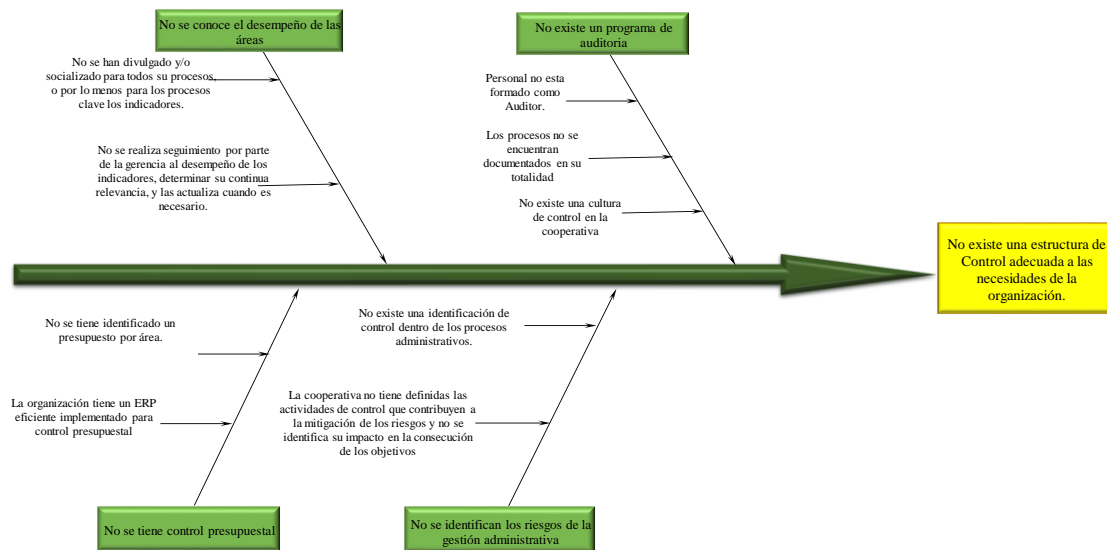 No se conoce el desempeño de las
áreas
No existe un programa de
auditoria
No se han divulgado y/o
socializado para todos su procesos,
o por lo menos para los procesos
clave los indicadores.
Personal no esta
formado como
Auditor.
No se realiza seguimiento por parte
de la gerencia al desempeño de los
indicadores, determinar su continua
relevancia, y las actualiza cuando es
necesario.
Los procesos no se
encuentran
documentados en su
totalidad
No existe una cultura
de control en la
cooperativa
No existe una estructura de
Control adecuada a las
necesidades de la
organización.
No se tiene identificado un
presupuesto por área.
No existe una identificación de
control dentro de los procesos
administrativos.
La organización tiene un ERP
eficiente implementado para
control presupuestal
La cooperativa no tiene definidas las
actividades de control que contribuyen a
la mitigación de los riesgos y no se
identifica su impacto en la consecución
de los objetivos
No se tiene control presupuestal
No se identifican los riesgos de la
gestión administrativa